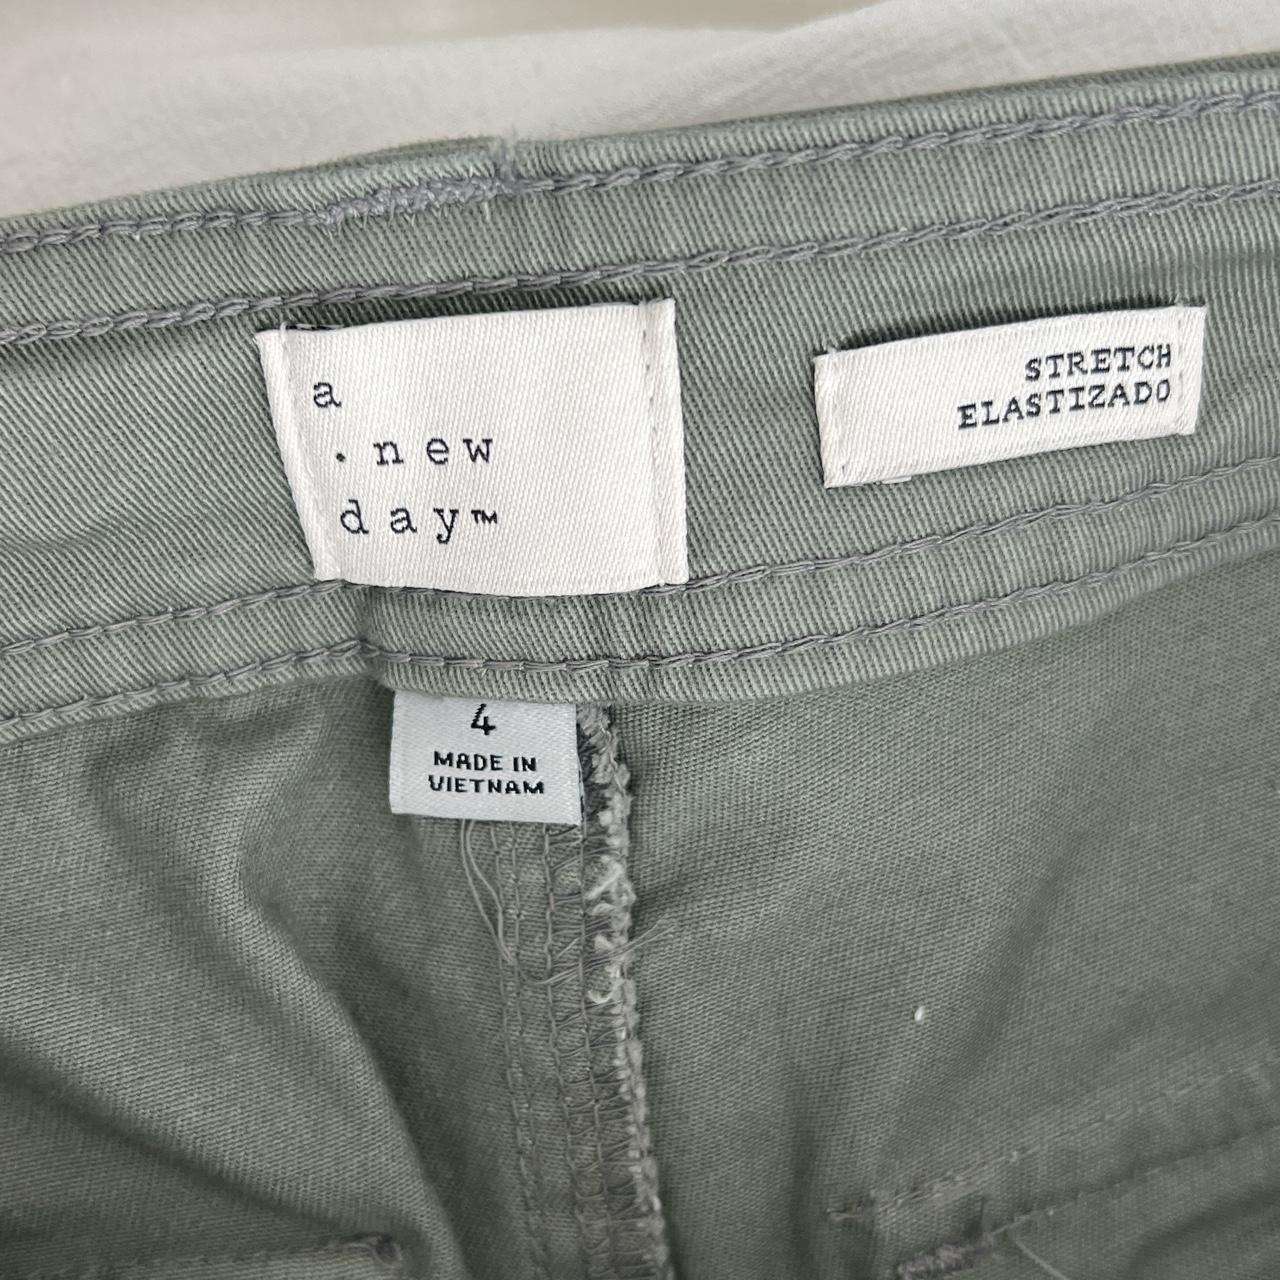 a
. new
day™
STRETCH
ELASTIZADO
4
MADE IN
VIETNAM